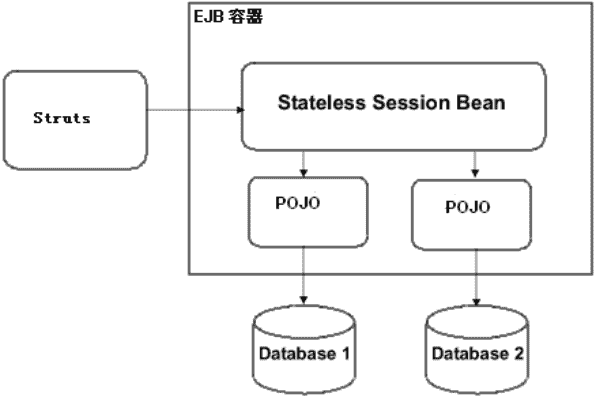 EJB 容器
Stateless Session Bean
Struts
POJO
POJO
Database 1
Database 2